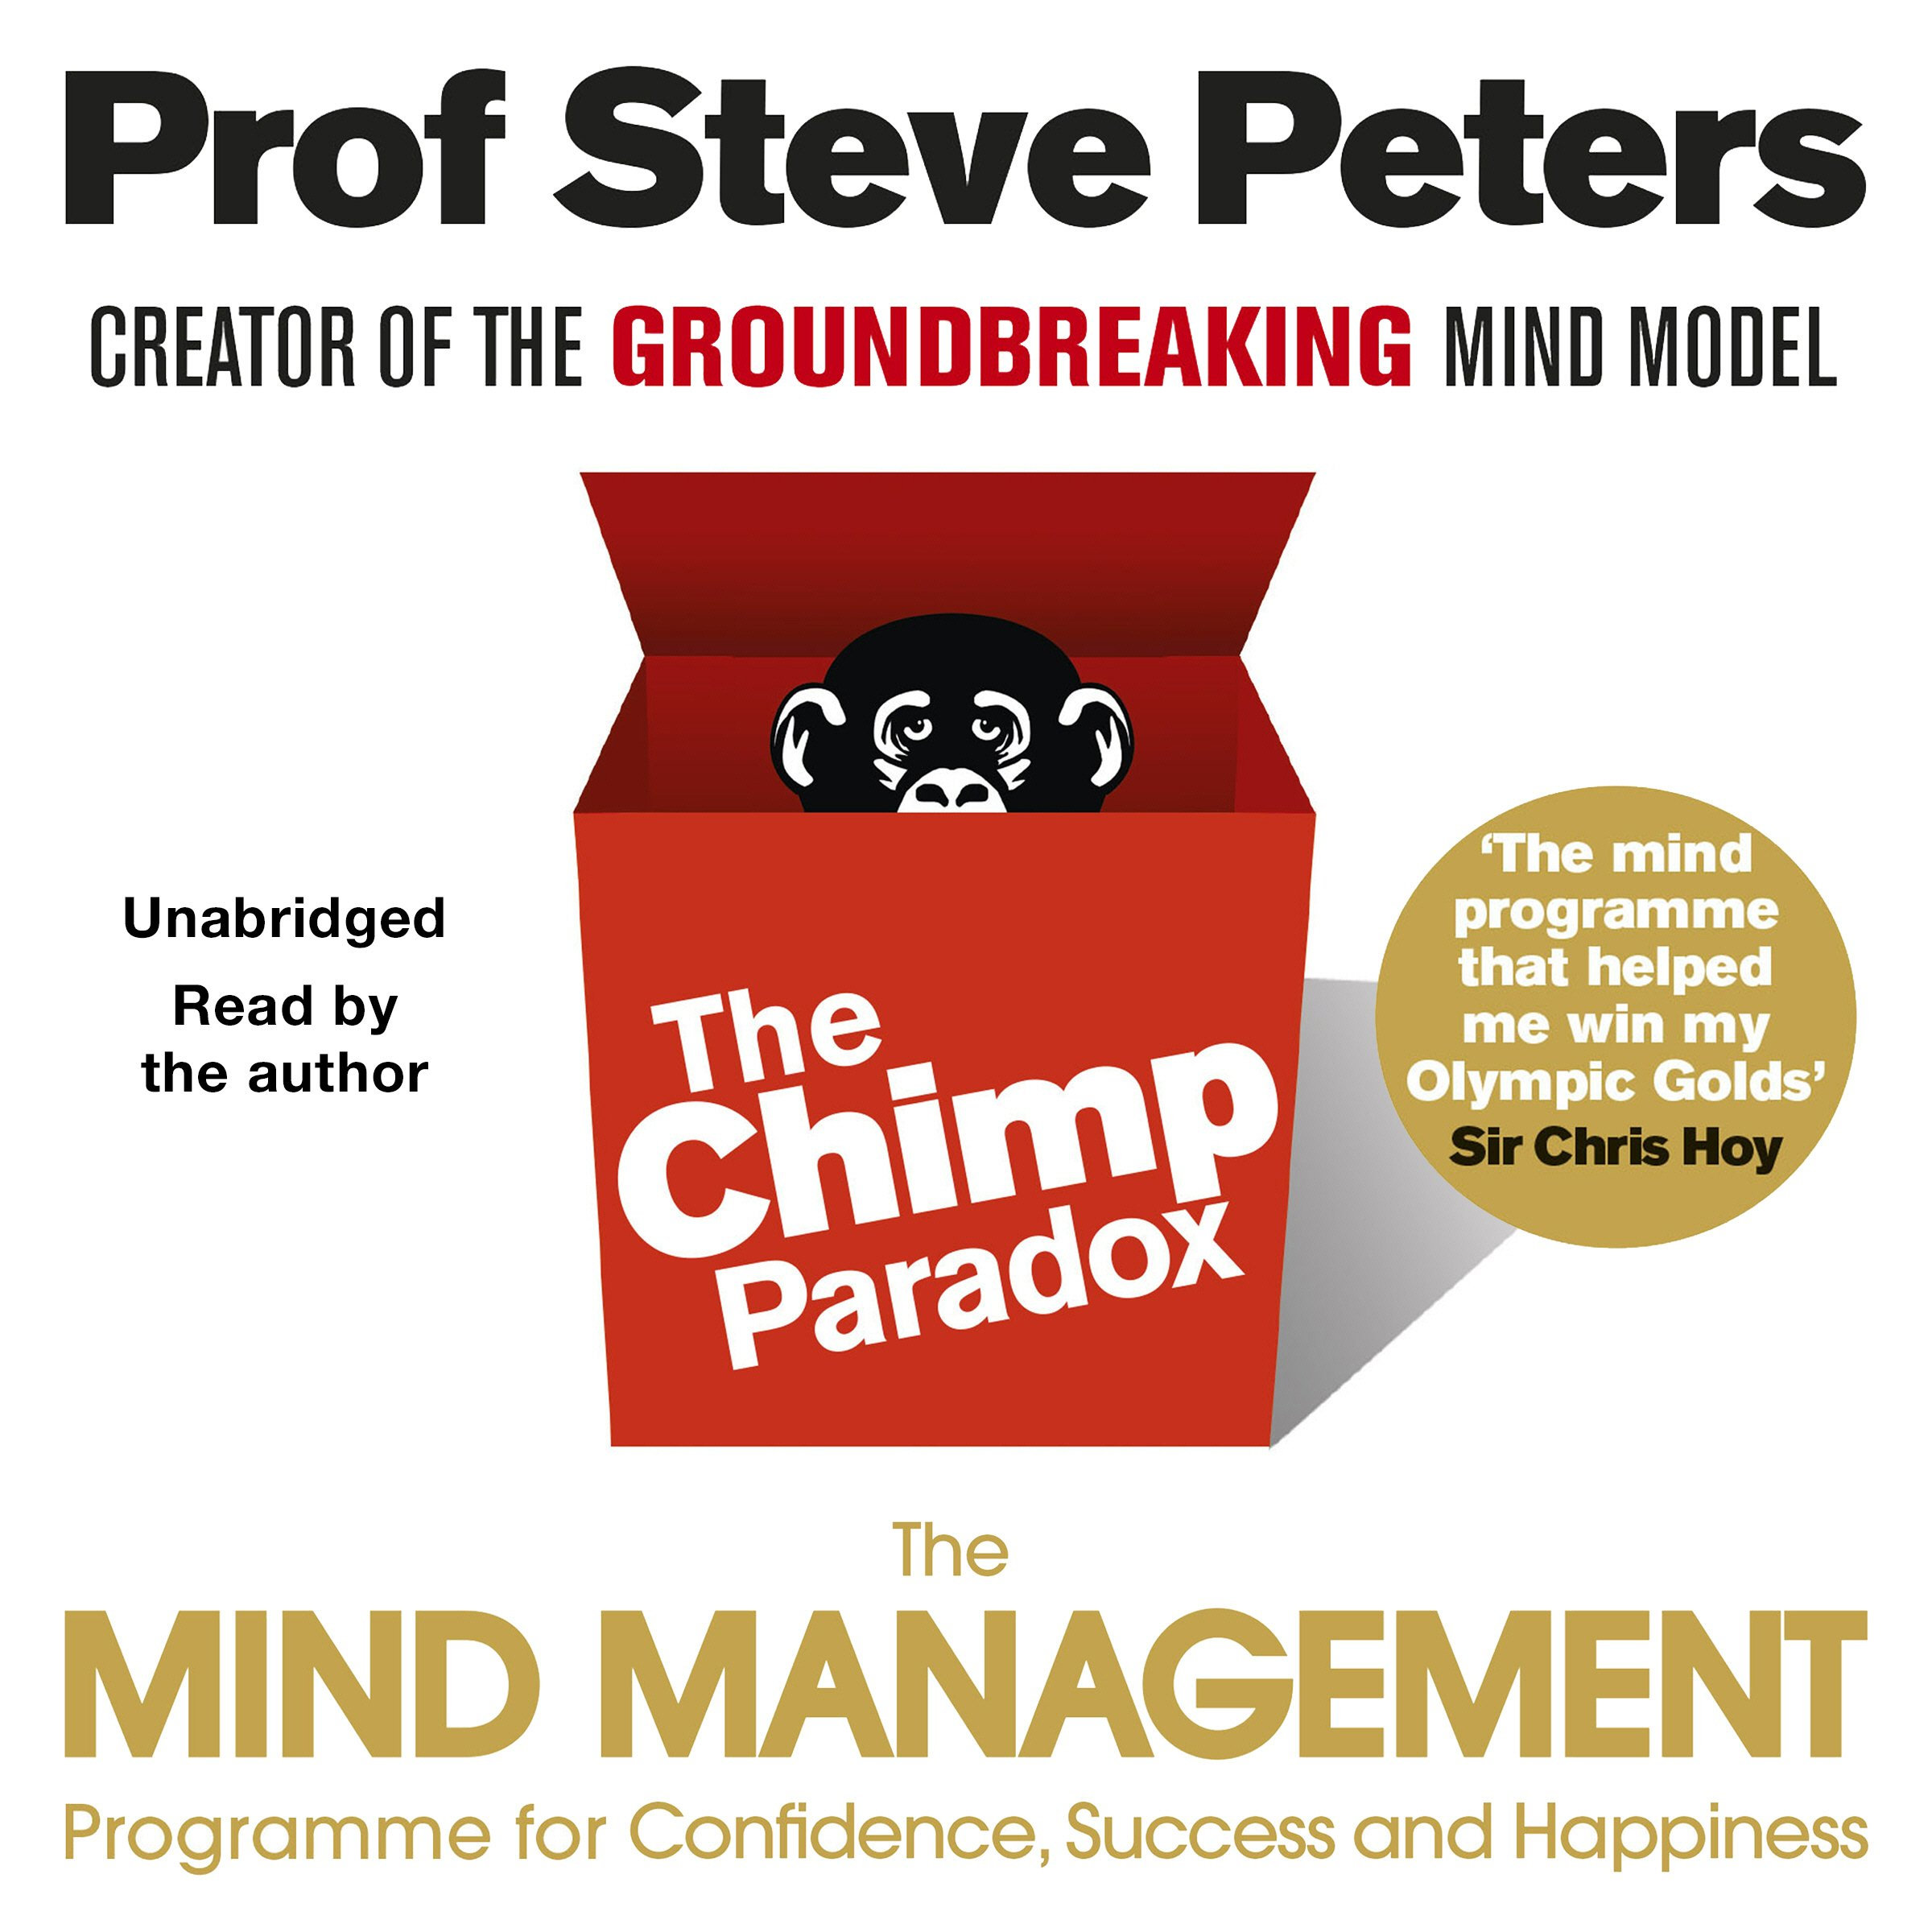 Prof Steve Peters
CREATOR OF THE GROUNDBREAKING MIND MODEL
Unabridged
Read by
the author
The
Chimp
Paradox
‘The mind
programme
that helped
me win my
Olympic Golds’
Sir Chris Hoy
The
MIND MANAGEMENT
Programme for Confidence, Success and Happiness